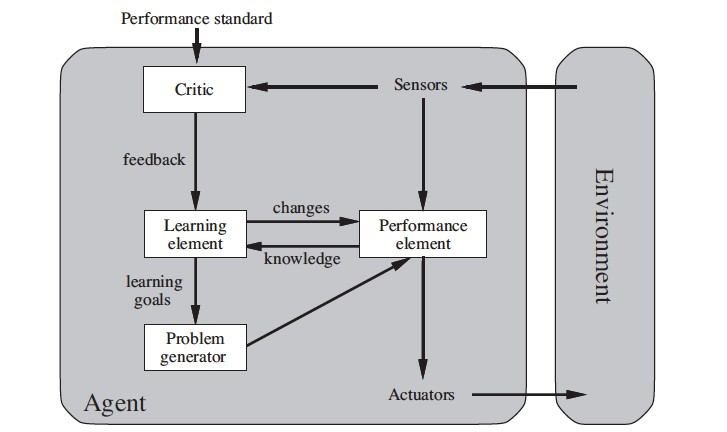 Performance standard
Critic
Sensors
feedback
Environment
changes
Learning
element
Performance
element
knowledge
learning
goals
Problem
generator
Agent
Actuators